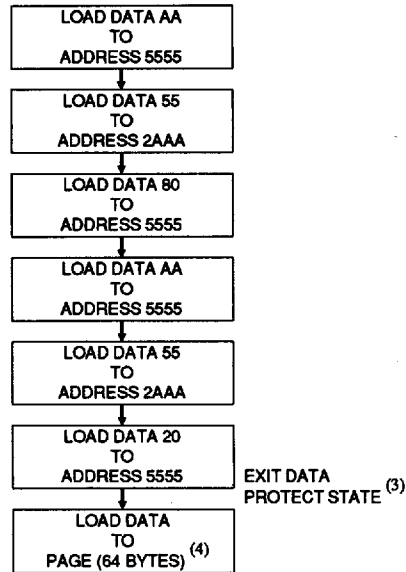 LOAD DATA AA
TO
ADDRESS 5555
LOAD DATA 55
TO
ADDRESS 2AAA
LOAD DATA 80
TO
ADDRESS 5555
LOAD DATA AA
TO
ADDRESS 5555
LOAD DATA 55
TO
ADDRESS 2AAA
LOAD DATA 20
TO
ADDRESS 5555
EXIT DATA
PROTECT STATE (3)
LOAD DATA
TO
PAGE (64 BYTES) (4)